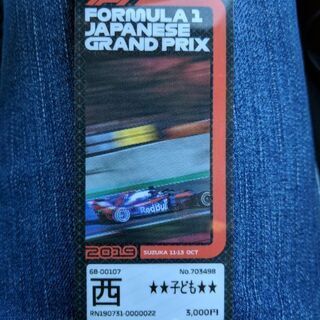 FORMULA 1
JAPANESE
GRAND PRIX
Red Bull
2019 SUZUKA 11-13 OCT
6B-00107 No.703498
西 ★★子ども★★
RN190731-0000022 3,000円